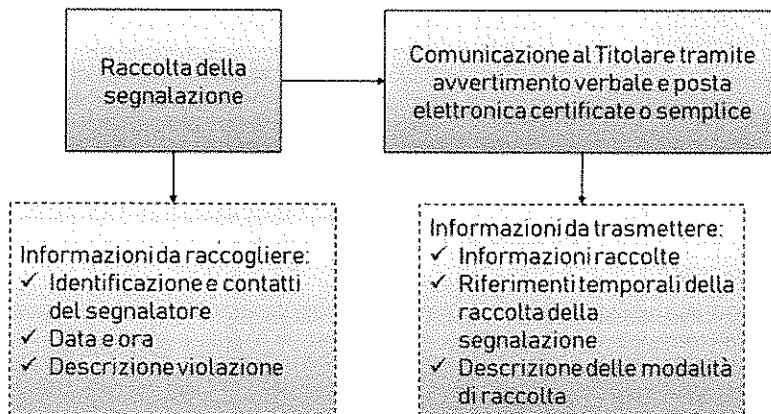 Raccolta della
segnalazione
Comunicazione al Titolare tramite
avvertimento verbale e posta
elettronica certificate o semplice
Informazioni da raccogliere:
✓ Identificazione e contatti
del segnalatore
✓ Data e ora
✓ Descrizione violazione
Informazioni da trasmettere:
✓ Informazioni raccolte
✓ Riferimenti temporali della
raccolta della
segnalazione
✓ Descrizione delle modalità
di raccolta